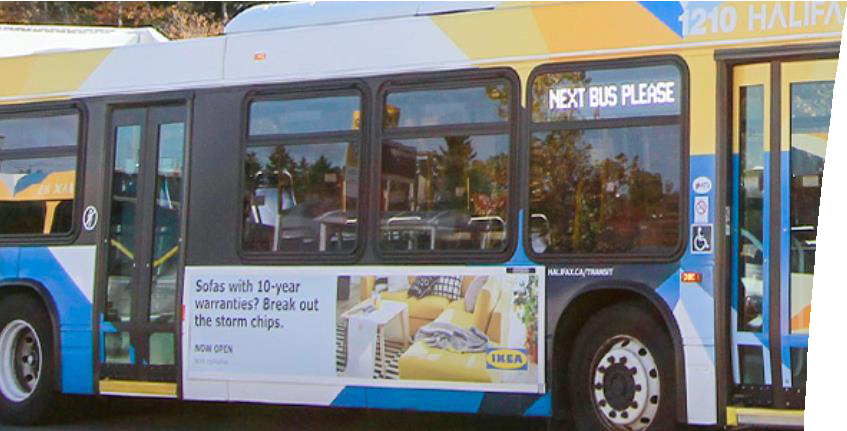 1210 HALIFA
NEXT BUS PLEASE
HALIFAX.CA/TRANSIT
Sofas with 10-year
warranties? Break out
the storm chips.
NOW OPEN
IKEA